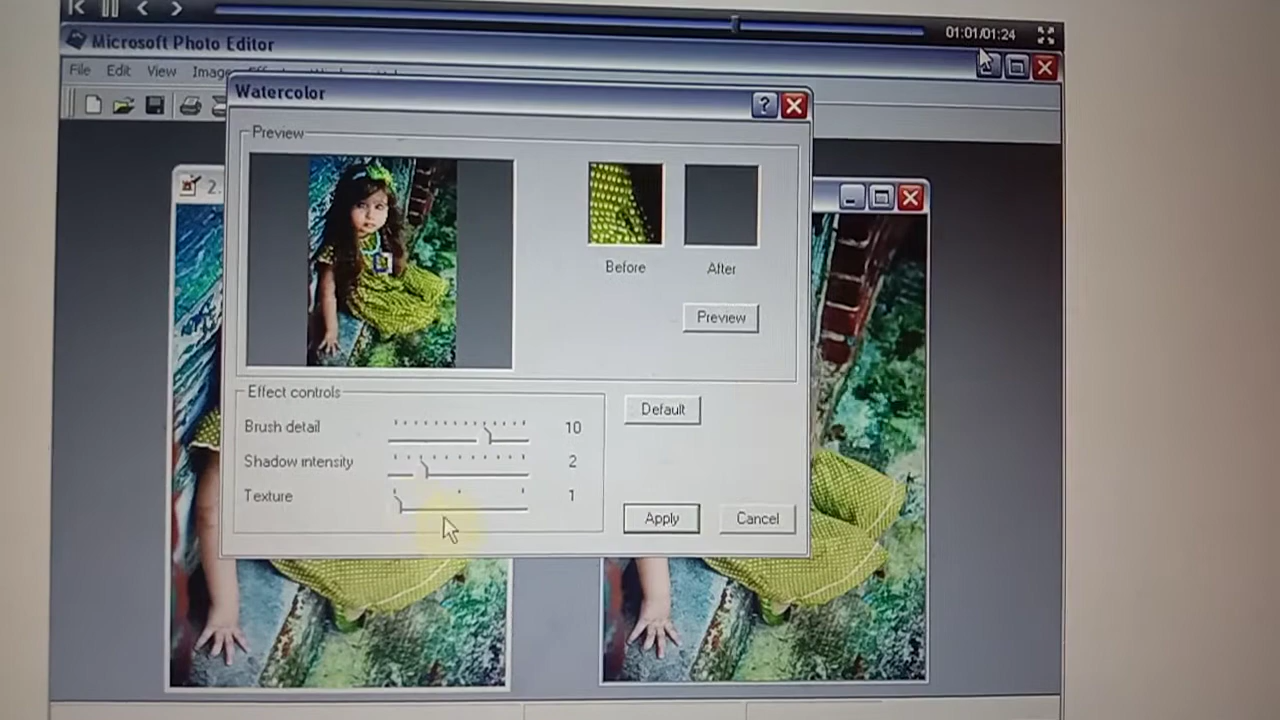 01:01/01:24
Microsoft Photo Editor
File Edit View Image
Watercolor
Preview
2.
Before After
Preview
Effect controls
Default
Brush detail 10
Shadow intensity 2
Texture 1
Apply Cancel